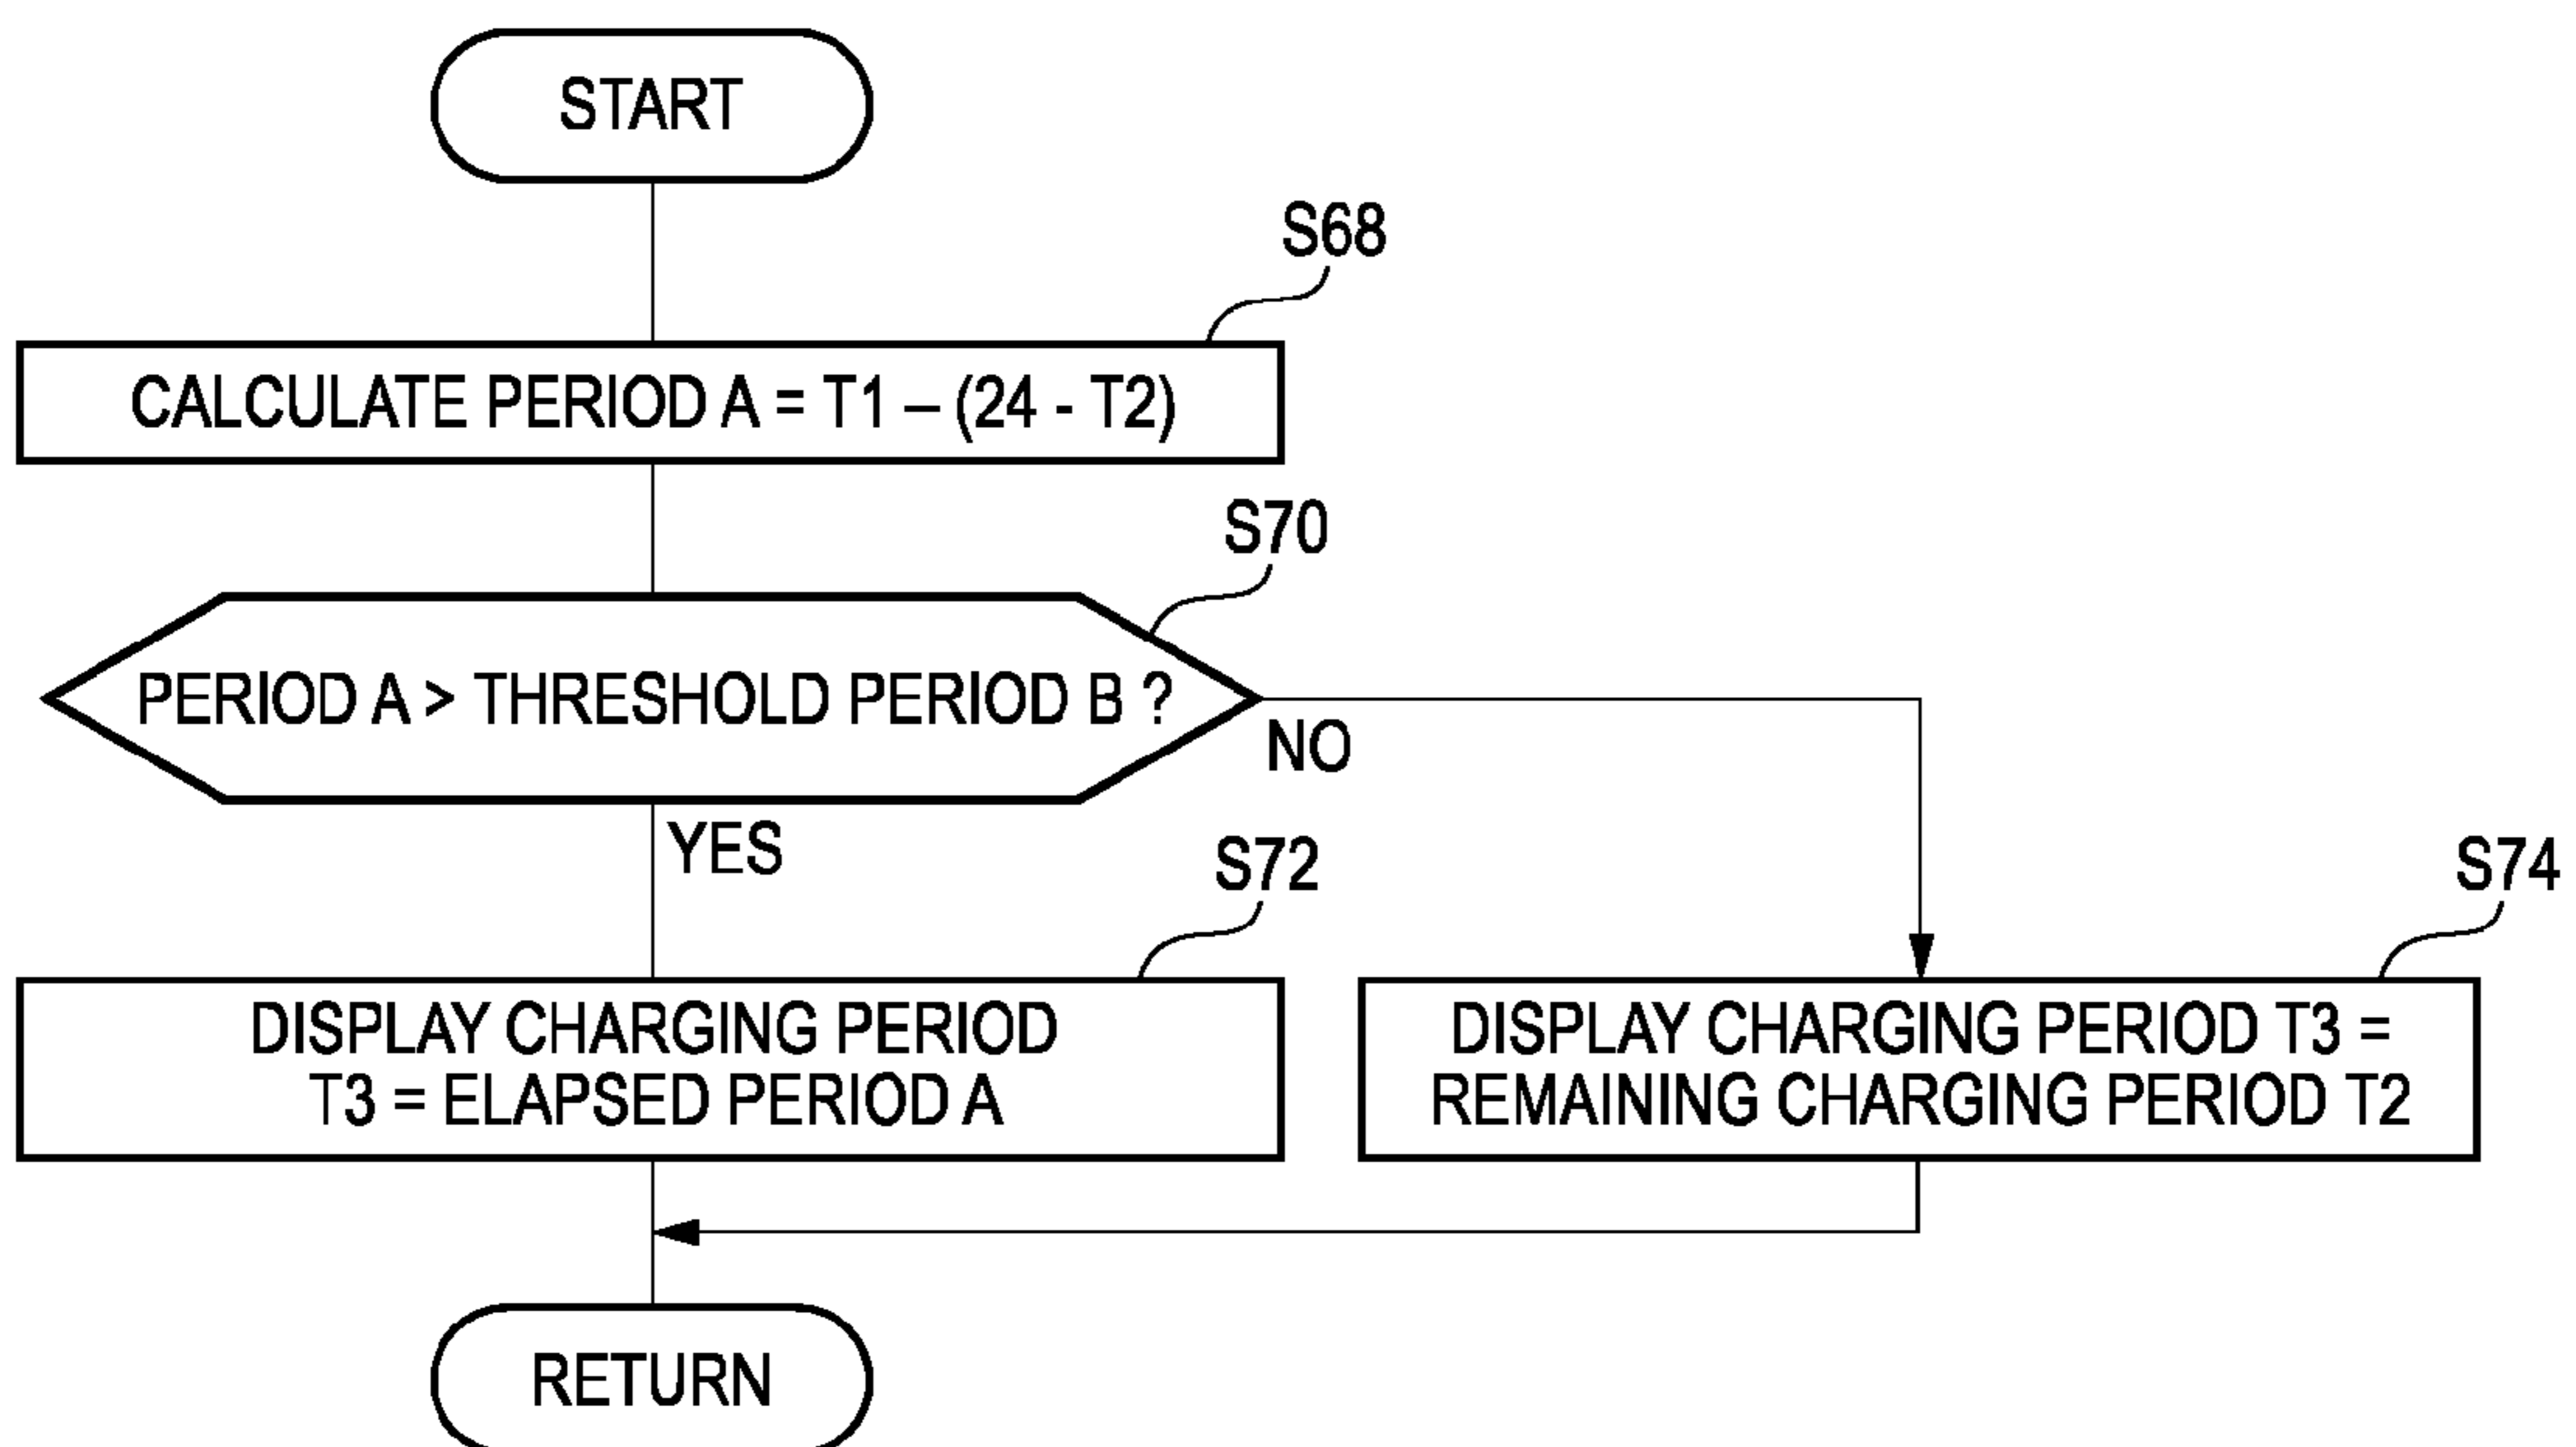 START
S68
CALCULATE PERIOD A = T1 – (24 - T2)
S70
PERIOD A > THRESHOLD PERIOD B ?
NO
YES
S72
S74
DISPLAY CHARGING PERIOD
T3 = ELAPSED PERIOD A
DISPLAY CHARGING PERIOD T3 =
REMAINING CHARGING PERIOD T2
RETURN